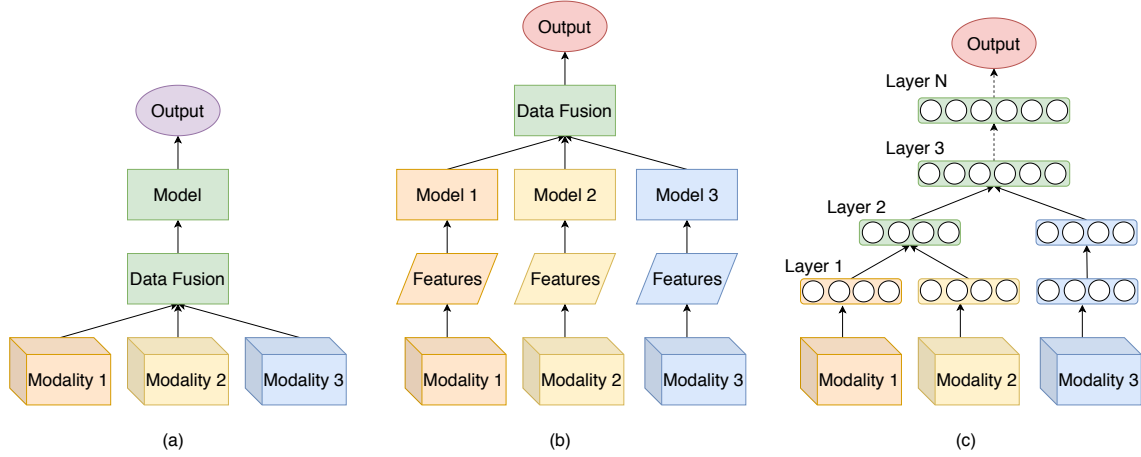 Output
Model
Data Fusion
Modality 1
Modality 2
Modality 3
(a)
Output
Data Fusion
Model 1
Model 2
Model 3
Features
Features
Features
Modality 1
Modality 2
Modality 3
(b)
Output
Layer N
Layer 3
Layer 2
Layer 1
Modality 1
Modality 2
Modality 3
(c)